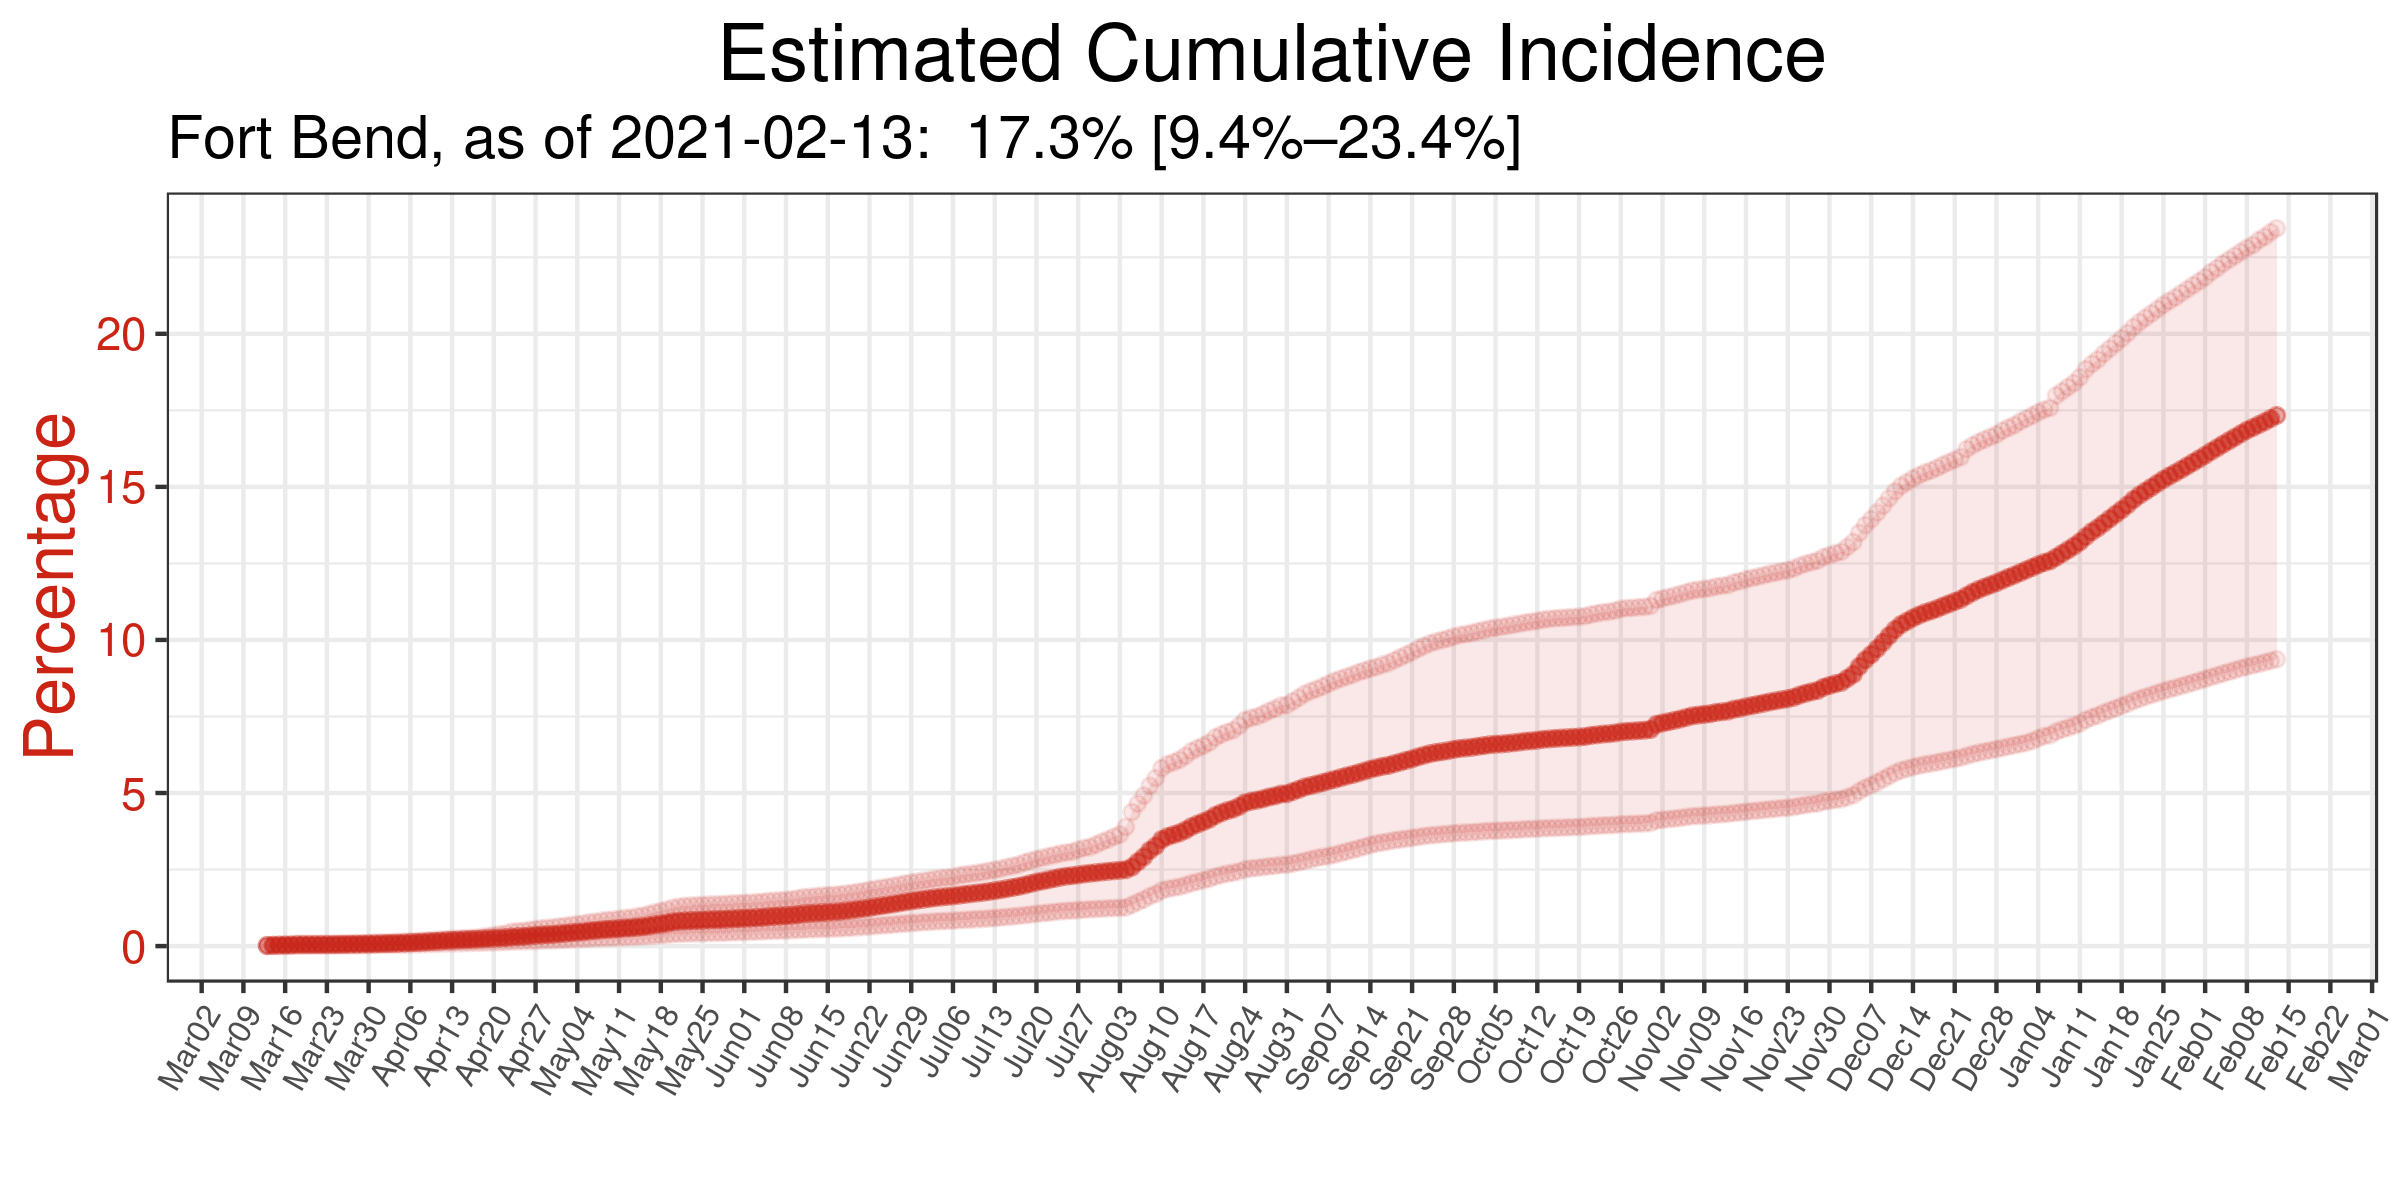 Estimated Cumulative Incidence
Fort Bend, as of 2021-02-13:  17.3% [9.4%–23.4%]
Percentage
20
15
10
5
0
Mar02
Mar09
Mar16
Mar23
Mar30
Apr06
Apr13
Apr20
Apr27
May04
May11
May18
May25
Jun01
Jun08
Jun15
Jun22
Jun29
Jul06
Jul13
Jul20
Jul27
Aug03
Aug10
Aug17
Aug24
Aug31
Sep07
Sep14
Sep21
Sep28
Oct05
Oct12
Oct19
Oct26
Nov02
Nov09
Nov16
Nov23
Nov30
Dec07
Dec14
Dec21
Dec28
Jan04
Jan11
Jan18
Jan25
Feb01
Feb08
Feb15
Feb22
Mar01